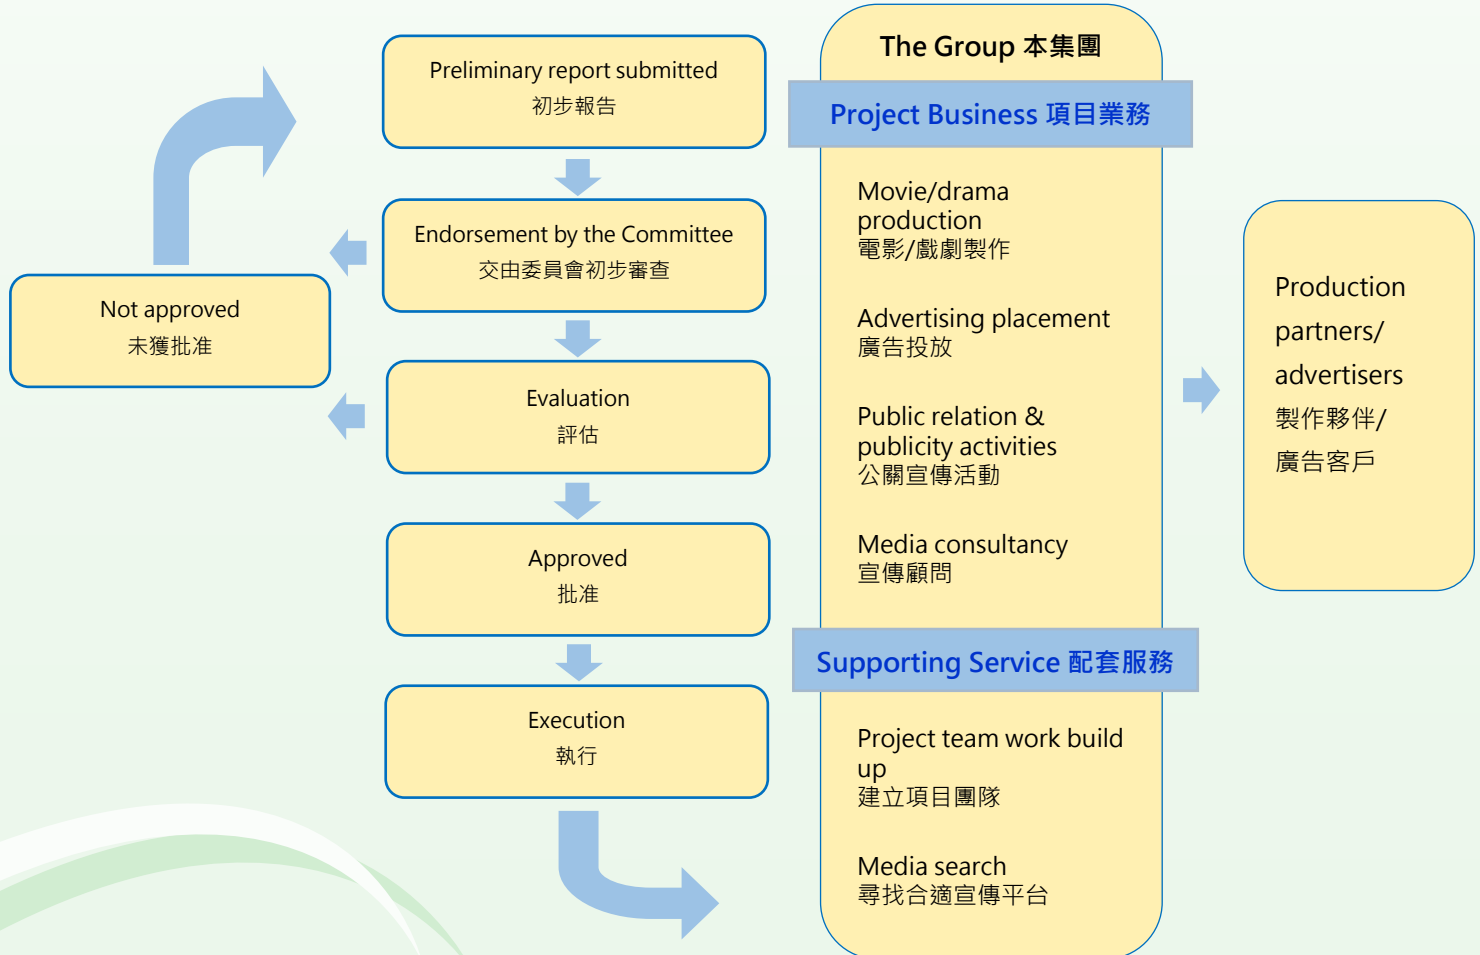 Preliminary report submitted
初步報告
Endorsement by the Committee
交由委員會初步審查
Not approved
未獲批准
Evaluation
評估
Approved
批准
Execution
執行
The Group 本集團
Project Business 項目業務
Movie/drama
production
電影/戲劇製作
Advertising placement
廣告投放
Public relation &
publicity activities
公關宣傳活動
Media consultancy
宣傳顧問
Supporting Service 配套服務
Project team work build
up
建立項目團隊
Media search
尋找合適宣傳平台
Production
partners/
advertisers
製作夥伴/
廣告客戶